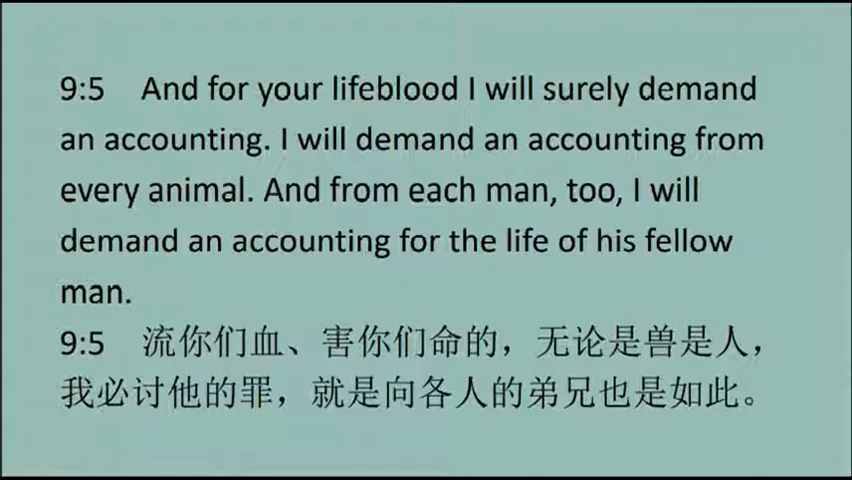 9:5 And for your lifeblood I will surely demand
an accounting. I will demand an accounting from
every animal. And from each man, too, I will
demand an accounting for the life of his fellow
man.
9:5 流你们血、害你们命的，无论是兽是人，
我必讨他的罪，就是向各人的弟兄也是如此。